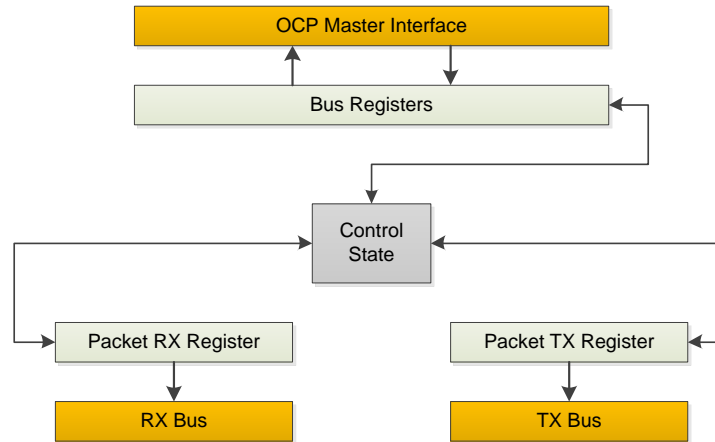 OCP Master Interface
Bus Registers
Control
State
Packet RX Register
Packet TX Register
RX Bus
TX Bus